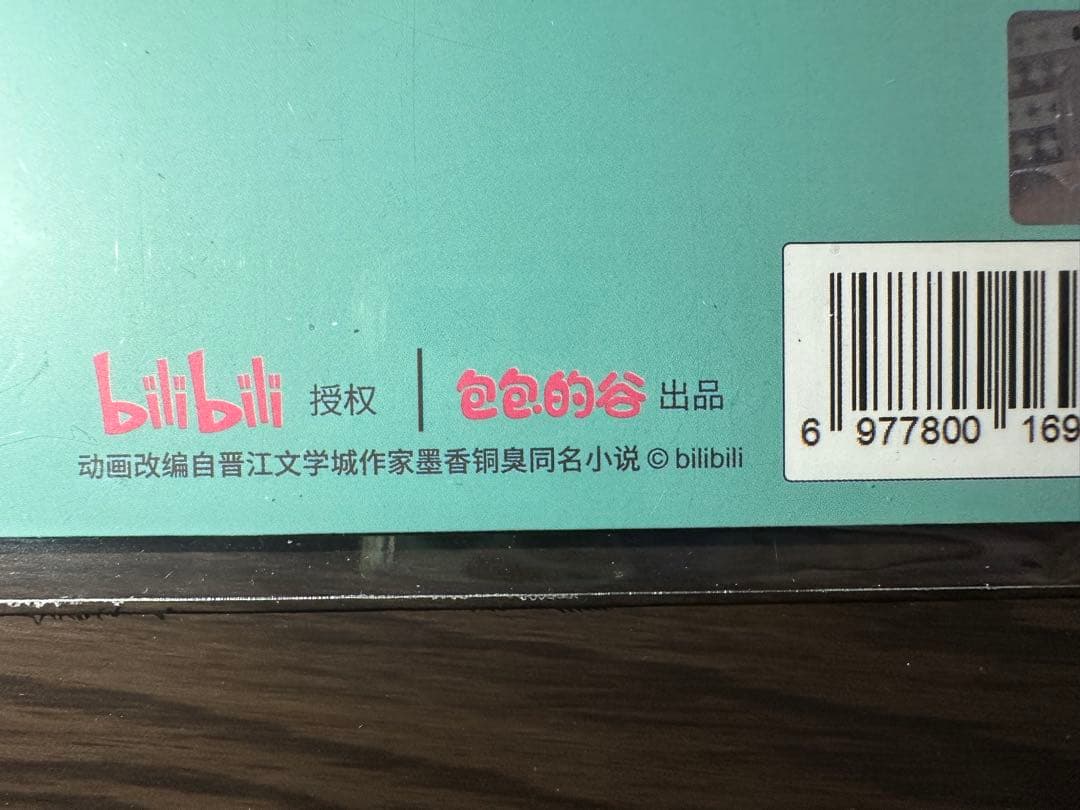 bilibili 授权 | 包包的谷 出品
动画改编自晋江文学城作家墨香铜臭同名小说 © bilibili
6 977800 169